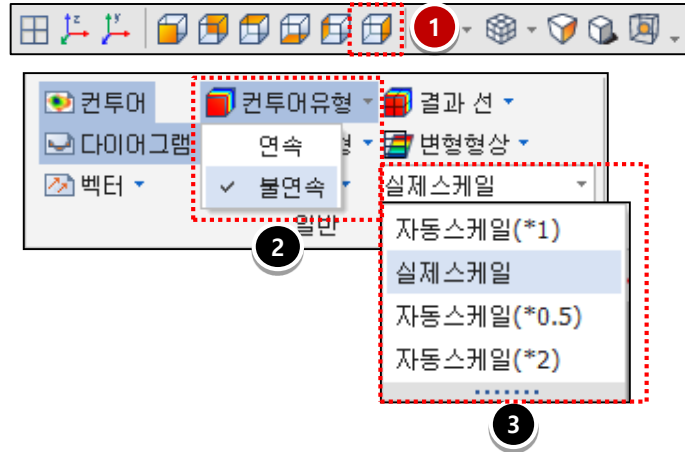 z
y
1
컨투어
컨투어유형
결과 선
다이어그램
연속
형
변형형상
벡터
불연속
실제스케일
일반
2
자동스케일(*1)
실제스케일
자동스케일(*0.5)
자동스케일(*2)
3